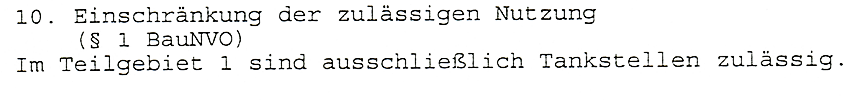 10. Einschränkung der zulässigen Nutzung
(§ 1 BauNVO)
Im Teilgebiet 1 sind ausschließlich Tankstellen zulässig.